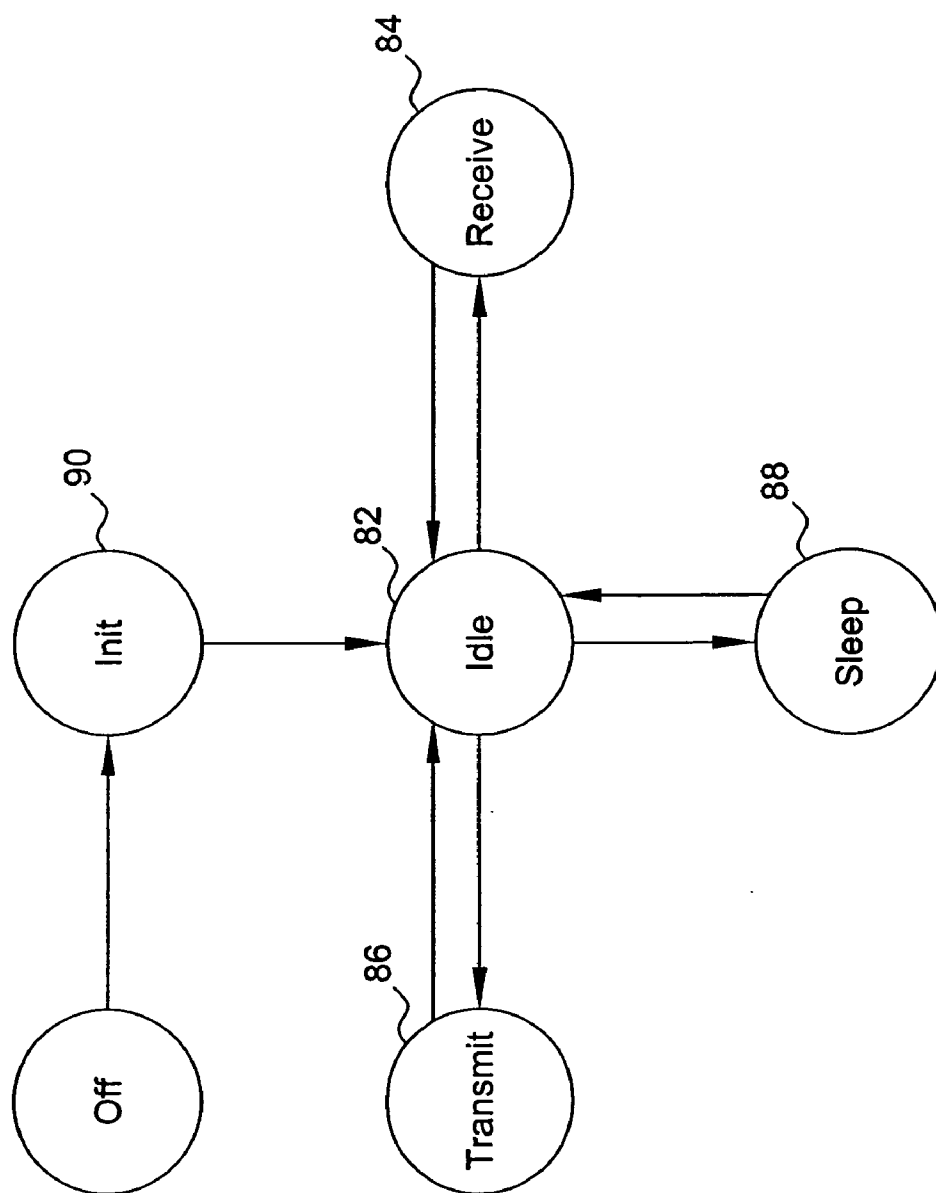 Off
Init
90
Transmit
86
Idle
82
Receive
84
Sleep
88